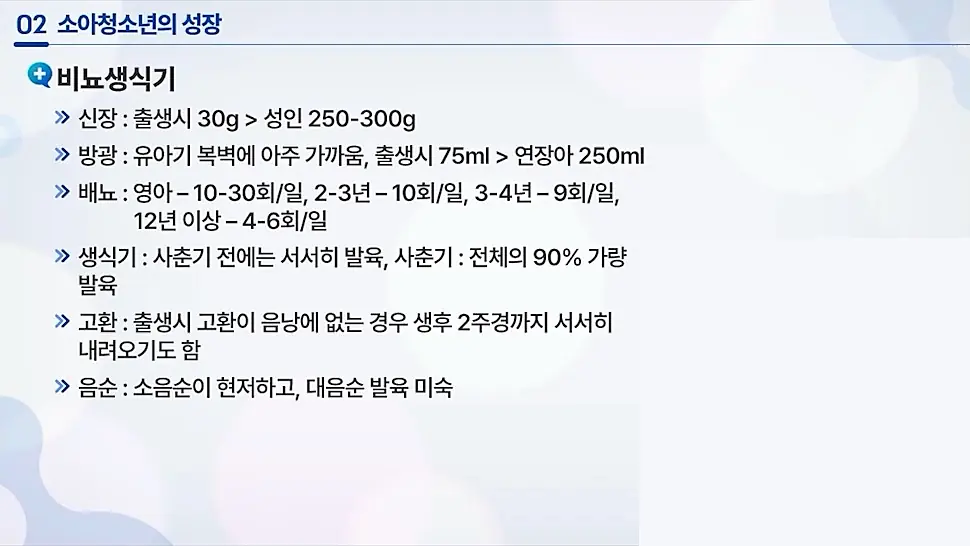 02 소아청소년의 성장
비뇨생식기
» 신장 : 출생시 30g > 성인 250-300g
» 방광 : 유아기 복벽에 아주 가까움, 출생시 75ml > 연장아 250ml
» 배뇨 : 영아 – 10-30회/일, 2-3년 – 10회/일, 3-4년 – 9회/일,
12년 이상 – 4-6회/일
» 생식기 : 사춘기 전에는 서서히 발육, 사춘기 : 전체의 90% 가량
발육
» 고환 : 출생시 고환이 음낭에 없는 경우 생후 2주경까지 서서히
내려오기도 함
» 음순 : 소음순이 현저하고, 대음순 발육 미숙